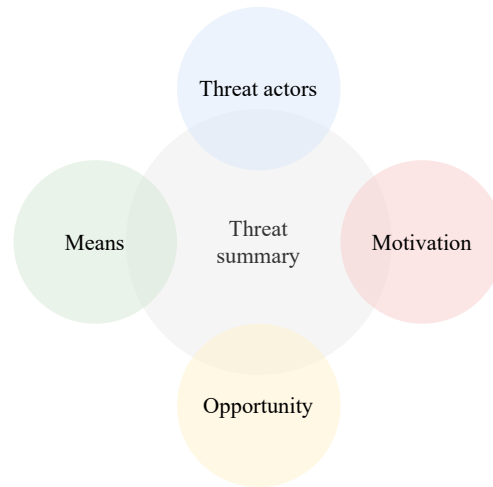 Threat actors
Means
Threat
summary
Motivation
Opportunity